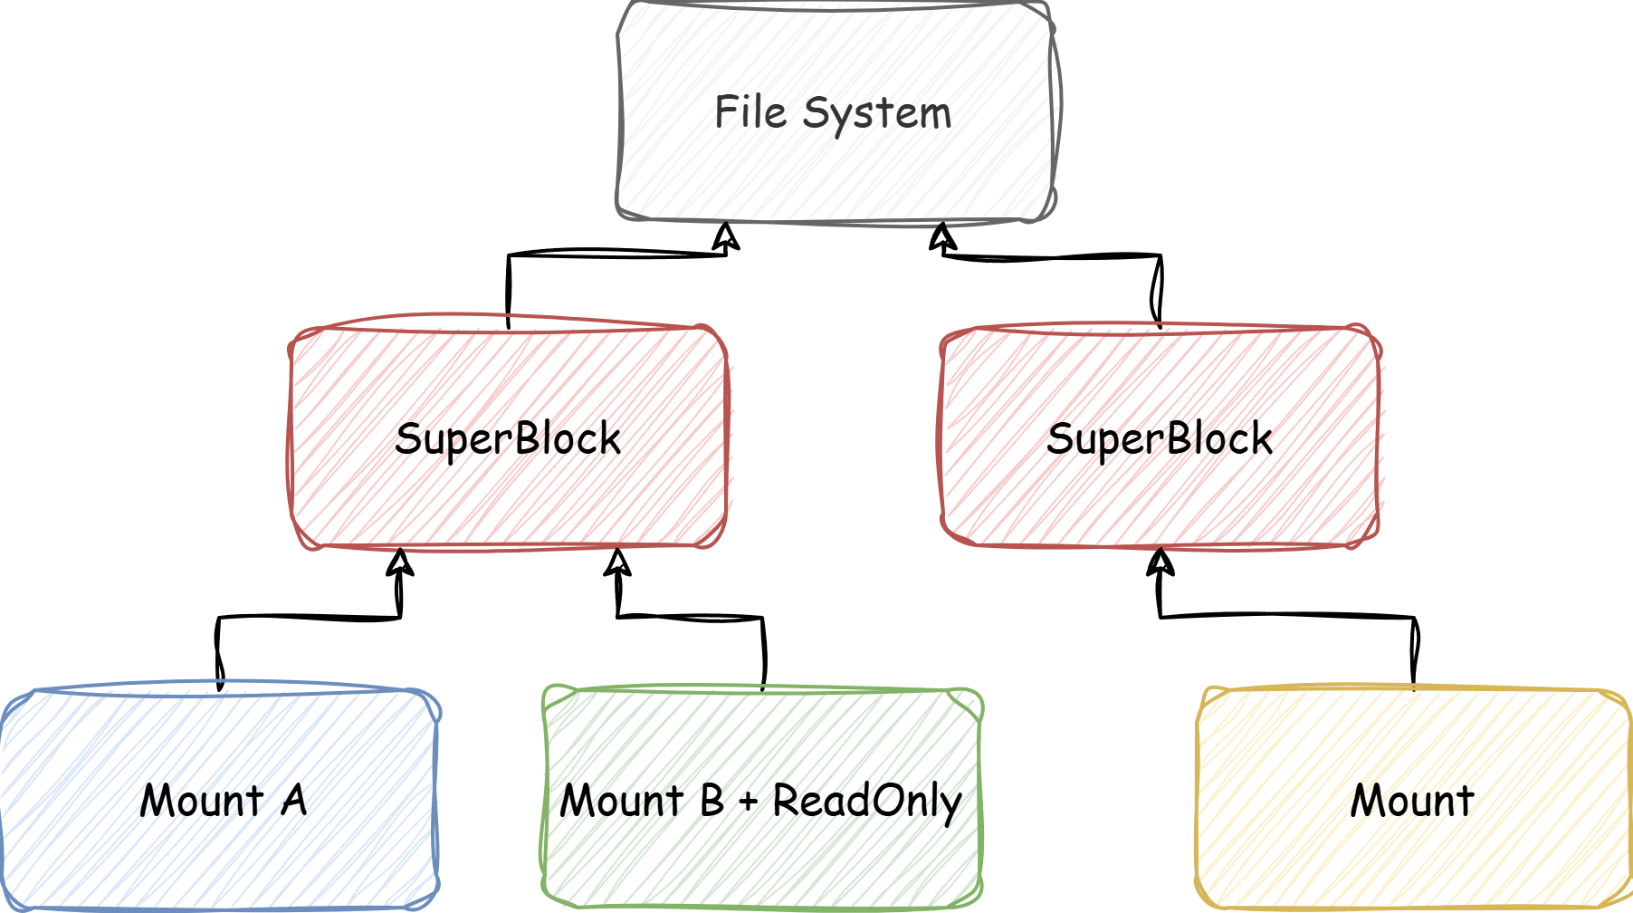 File System
SuperBlock
SuperBlock
Mount A
Mount B + ReadOnly
Mount